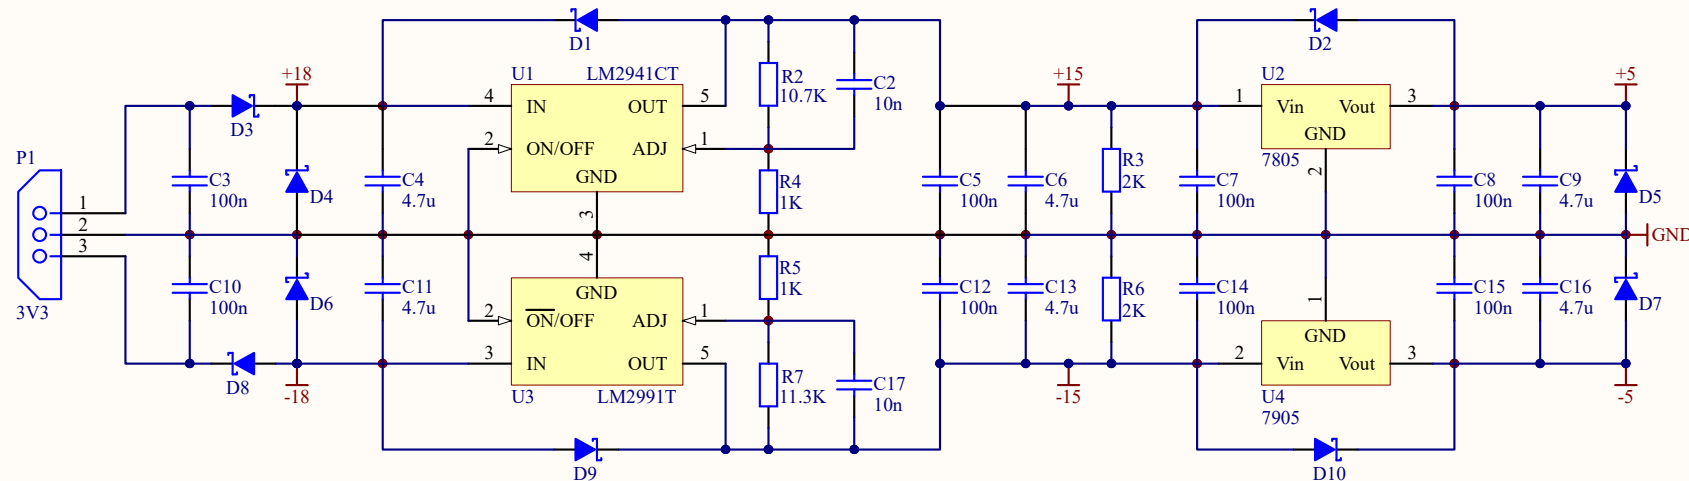 D1
D2
U1 LM2941CT
R2
10.7K
C2
10n
U2
+18
+15
+5
4 IN OUT 5
1 Vin Vout 3
GND
D3
2 ON/OFF ADJ 1
7805
P1
GND
2
C3
100n
D4
C4
4.7u
R4
1K
C5
100n
C6
4.7u
R3
2K
C7
100n
C8
100n
C9
4.7u
D5
1
3
2
GND
3
4
C10
100n
D6
C11
4.7u
GND
R5
1K
C12
100n
C13
4.7u
R6
2K
C14
100n
1
C15
100n
C16
4.7u
D7
3V3
2 ON/OFF ADJ 1
GND
3 IN OUT 5
2 Vin Vout 3
D8
-18
U3 LM2991T
R7
11.3K
C17
10n
-15
U4
7905
-5
D9
D10